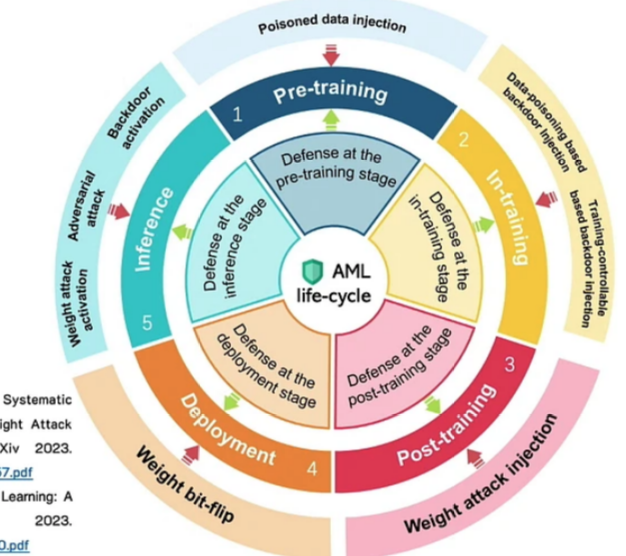 Poisoned data injection
Pre-training
1
Defense at the
pre-training stage
Data-poisoning based
backdoor injection
Training-controllable
based backdoor injection
2
In-training
Defense at the
in-training stage
AML
life-cycle
3
Post-training
Defense at the
post-training stage
Weight attack injection
4
Deployment
Defense at the
deployment stage
Weight bit-flip
5
Inference
Defense at the
inference stage
Weight attack
activation
Adversarial
attack
Backdoor
activation
Systematic
ight Attack
Xiv 2023.
57.pdf
Learning: A
2023.
0.pdf